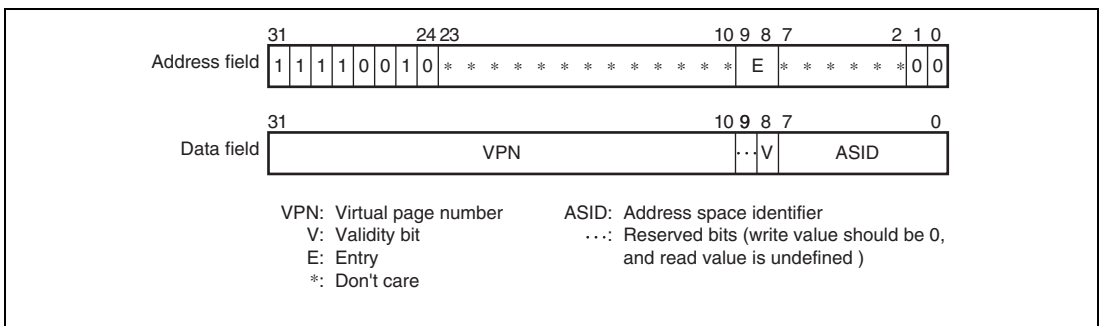 31 24 23 10 9 8 7 2 1 0
Address field 1 1 1 1 0 0 1 0 * * * * * * * * * * * * * * E * * * * * * 0 0
31 10 9 8 7 0
Data field VPN ··· V ASID
VPN: Virtual page number ASID: Address space identifier
V: Validity bit ···: Reserved bits (write value should be 0,
E: Entry and read value is undefined )
*: Don't care